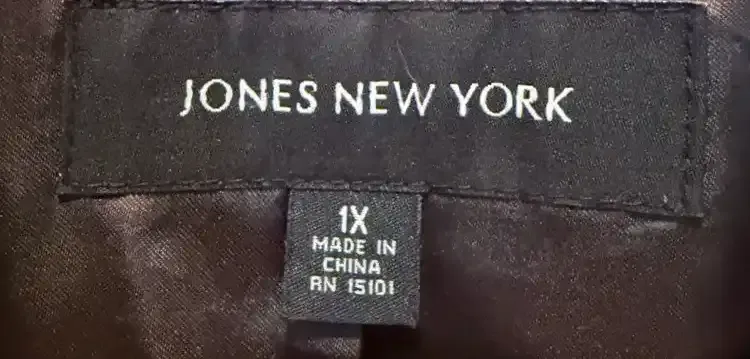 JONES NEW YORK
1X
MADE IN
CHINA
RN 15101